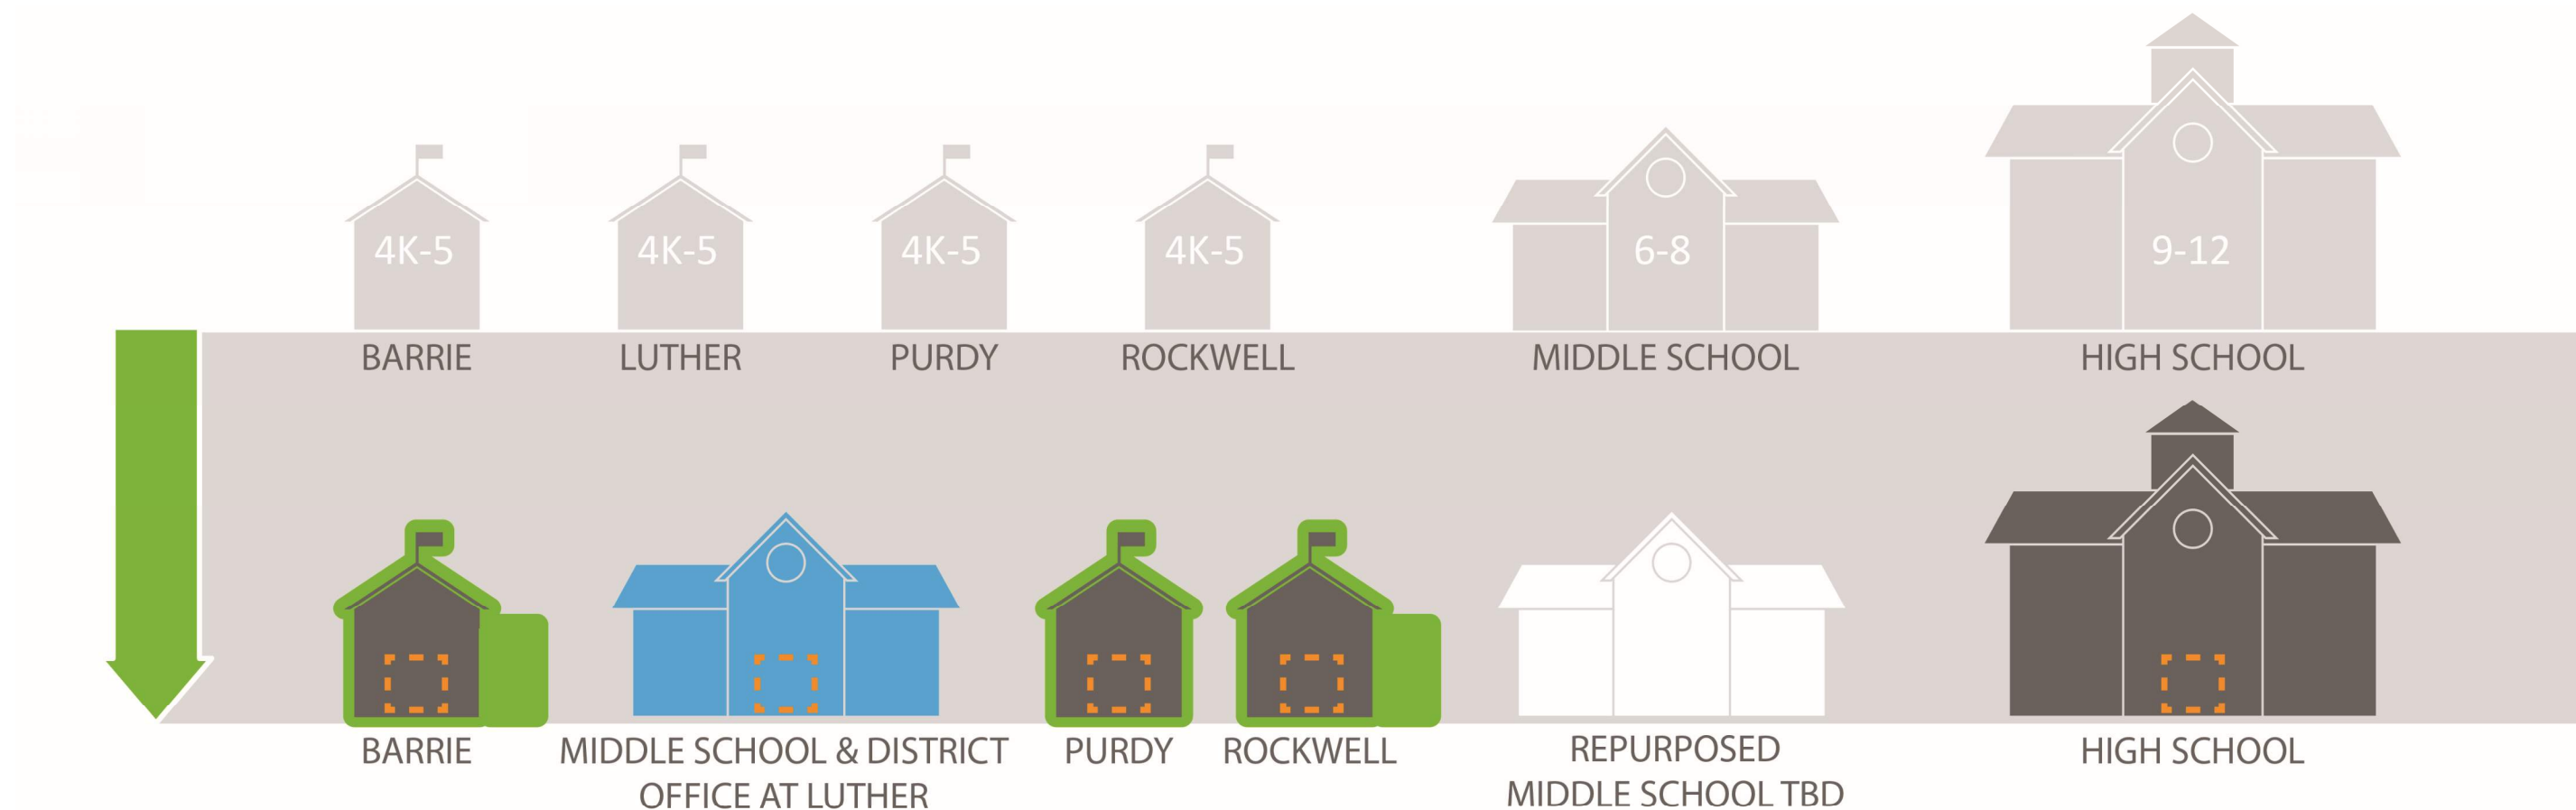 4K-5
4K-5
4K-5
4K-5
6-8
9-12
BARRIE
LUTHER
PURDY
ROCKWELL
MIDDLE SCHOOL
HIGH SCHOOL
BARRIE
MIDDLE SCHOOL & DISTRICT
OFFICE AT LUTHER
PURDY
ROCKWELL
REPURPOSED
MIDDLE SCHOOL TBD
HIGH SCHOOL